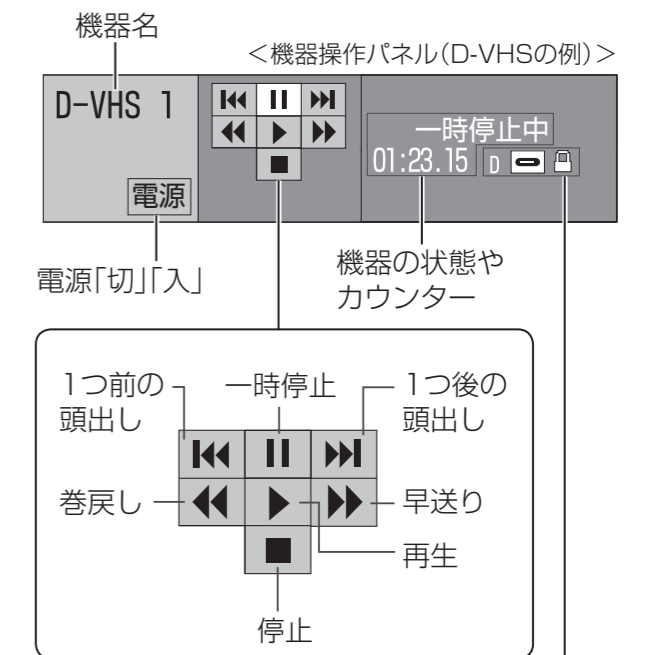 機器名
＜機器操作パネル(D-VHSの例)＞
D-VHS 1
一時停止中
01:23.15 D
電源
電源「切」「入」
機器の状態や
カウンター
1つ前の
頭出し
一時停止
1つ後の
頭出し
巻戻し
早送り
再生
停止